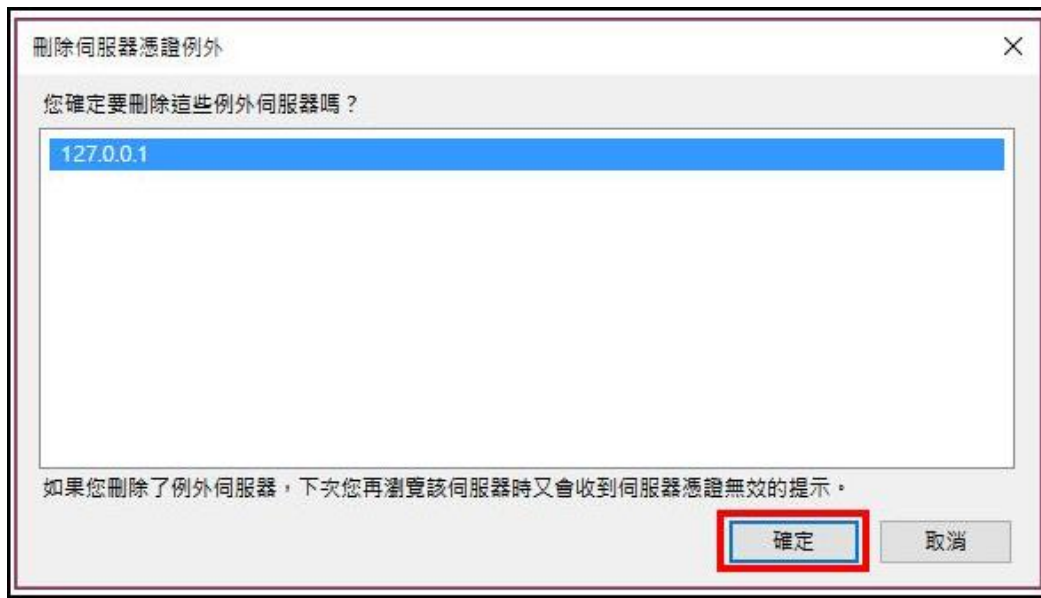 刪除伺服器憑證例外
您確定要刪除這些例外伺服器嗎？
127.0.0.1
如果您刪除了例外伺服器，下次您再瀏覽該伺服器時又會收到伺服器憑證無效的提示。
確定
取消